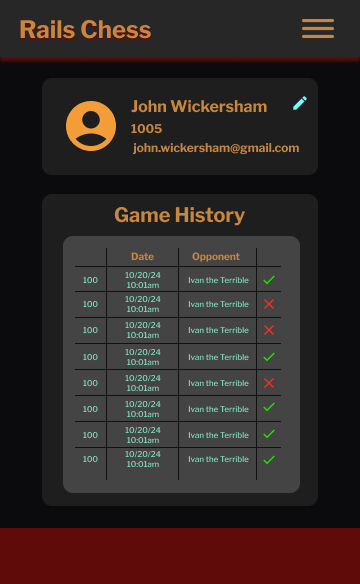 Rails Chess
John Wickersham
1005
john.wickersham@gmail.com
Game History
Date Opponent
100 10/20/24 10:01am Ivan the Terrible
100 10/20/24 10:01am Ivan the Terrible
100 10/20/24 10:01am Ivan the Terrible
100 10/20/24 10:01am Ivan the Terrible
100 10/20/24 10:01am Ivan the Terrible
100 10/20/24 10:01am Ivan the Terrible
100 10/20/24 10:01am Ivan the Terrible
100 10/20/24 10:01am Ivan the Terrible